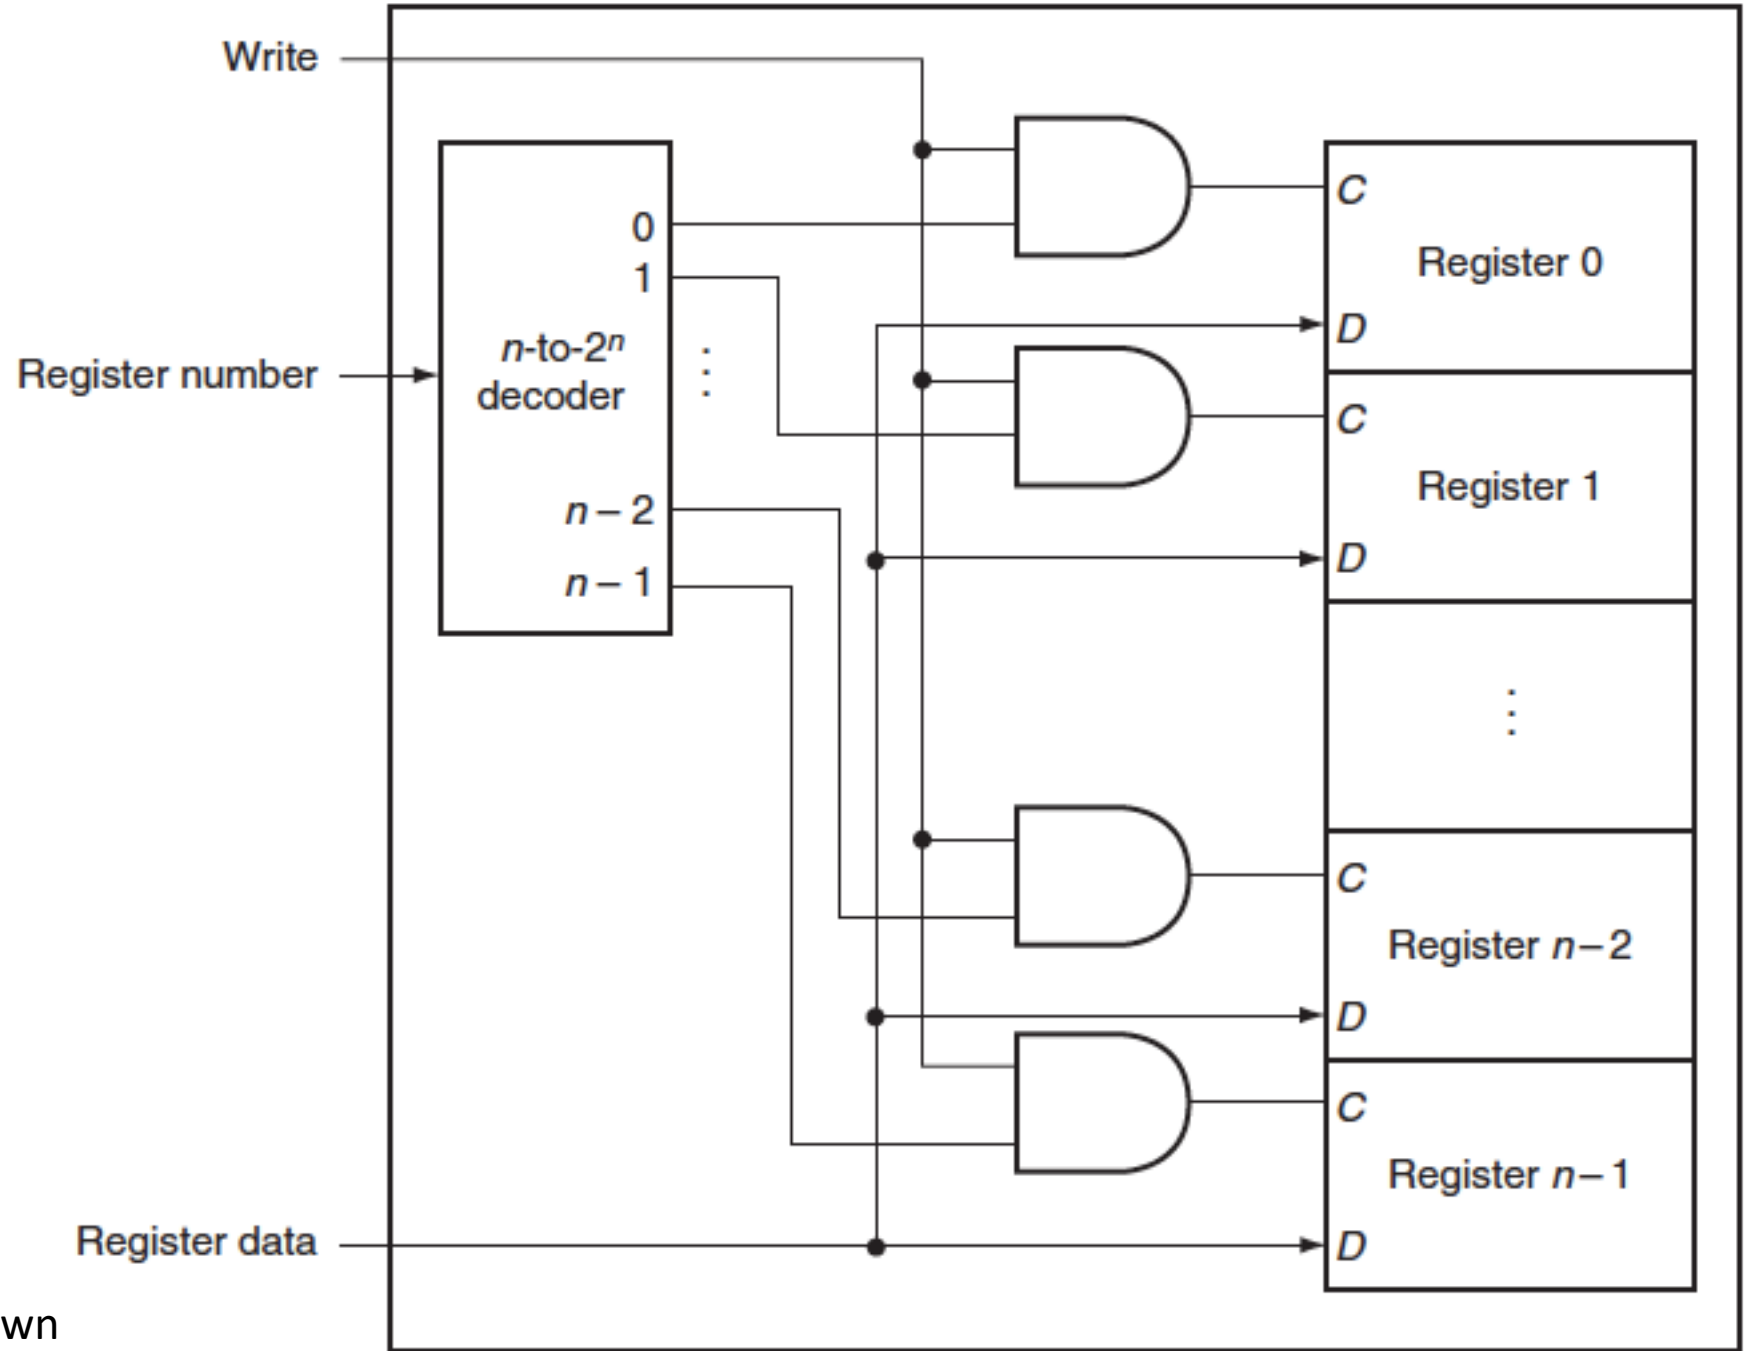 Write
C
0
Register 0
1
D
n-to-2ⁿ
decoder
⋮
Register number
C
Register 1
n – 2
D
n – 1
⋮
C
Register n – 2
D
C
Register n – 1
Register data
D
wn